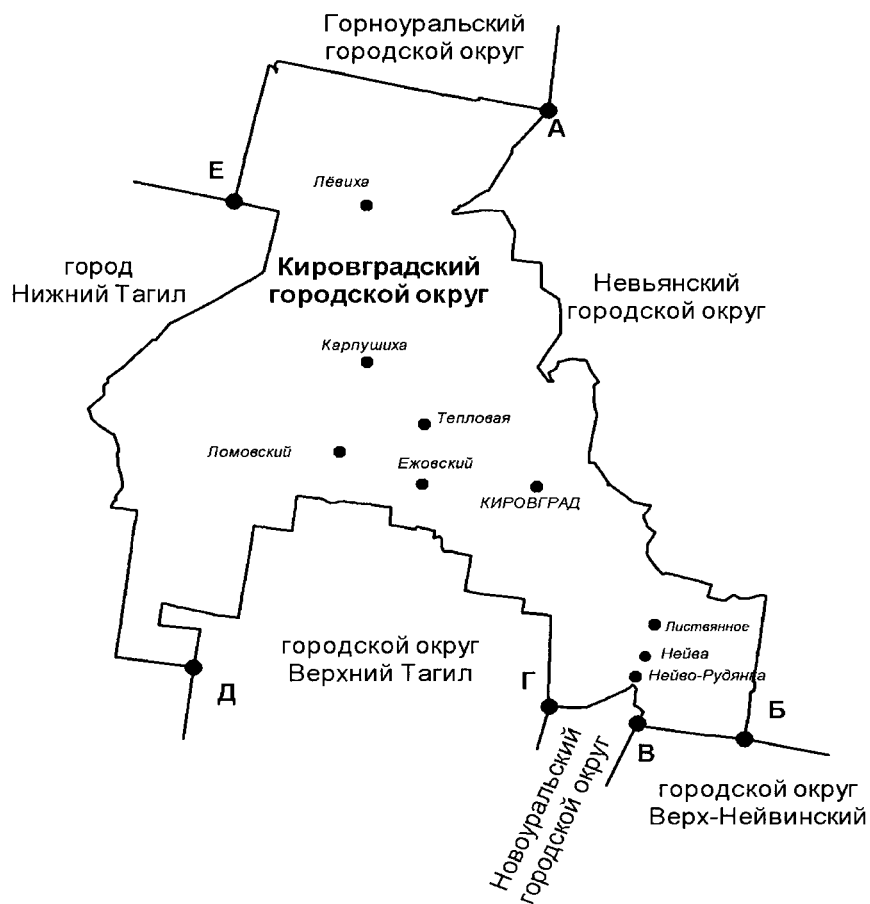 Горноуральский
городской округ
А
Е
Лёвиха
город
Нижний Тагил
Кировградский
городской округ
Невьянский
городской округ
Карпушиха
Тепловая
Ломовский
Ежовский
КИРОВГРАД
Листвянное
Нейва
Нейво-Рудянка
городской округ
Верхний Тагил
Д
Г
В
Б
Новоуральский
городской округ
городской округ
Верх-Нейвинский